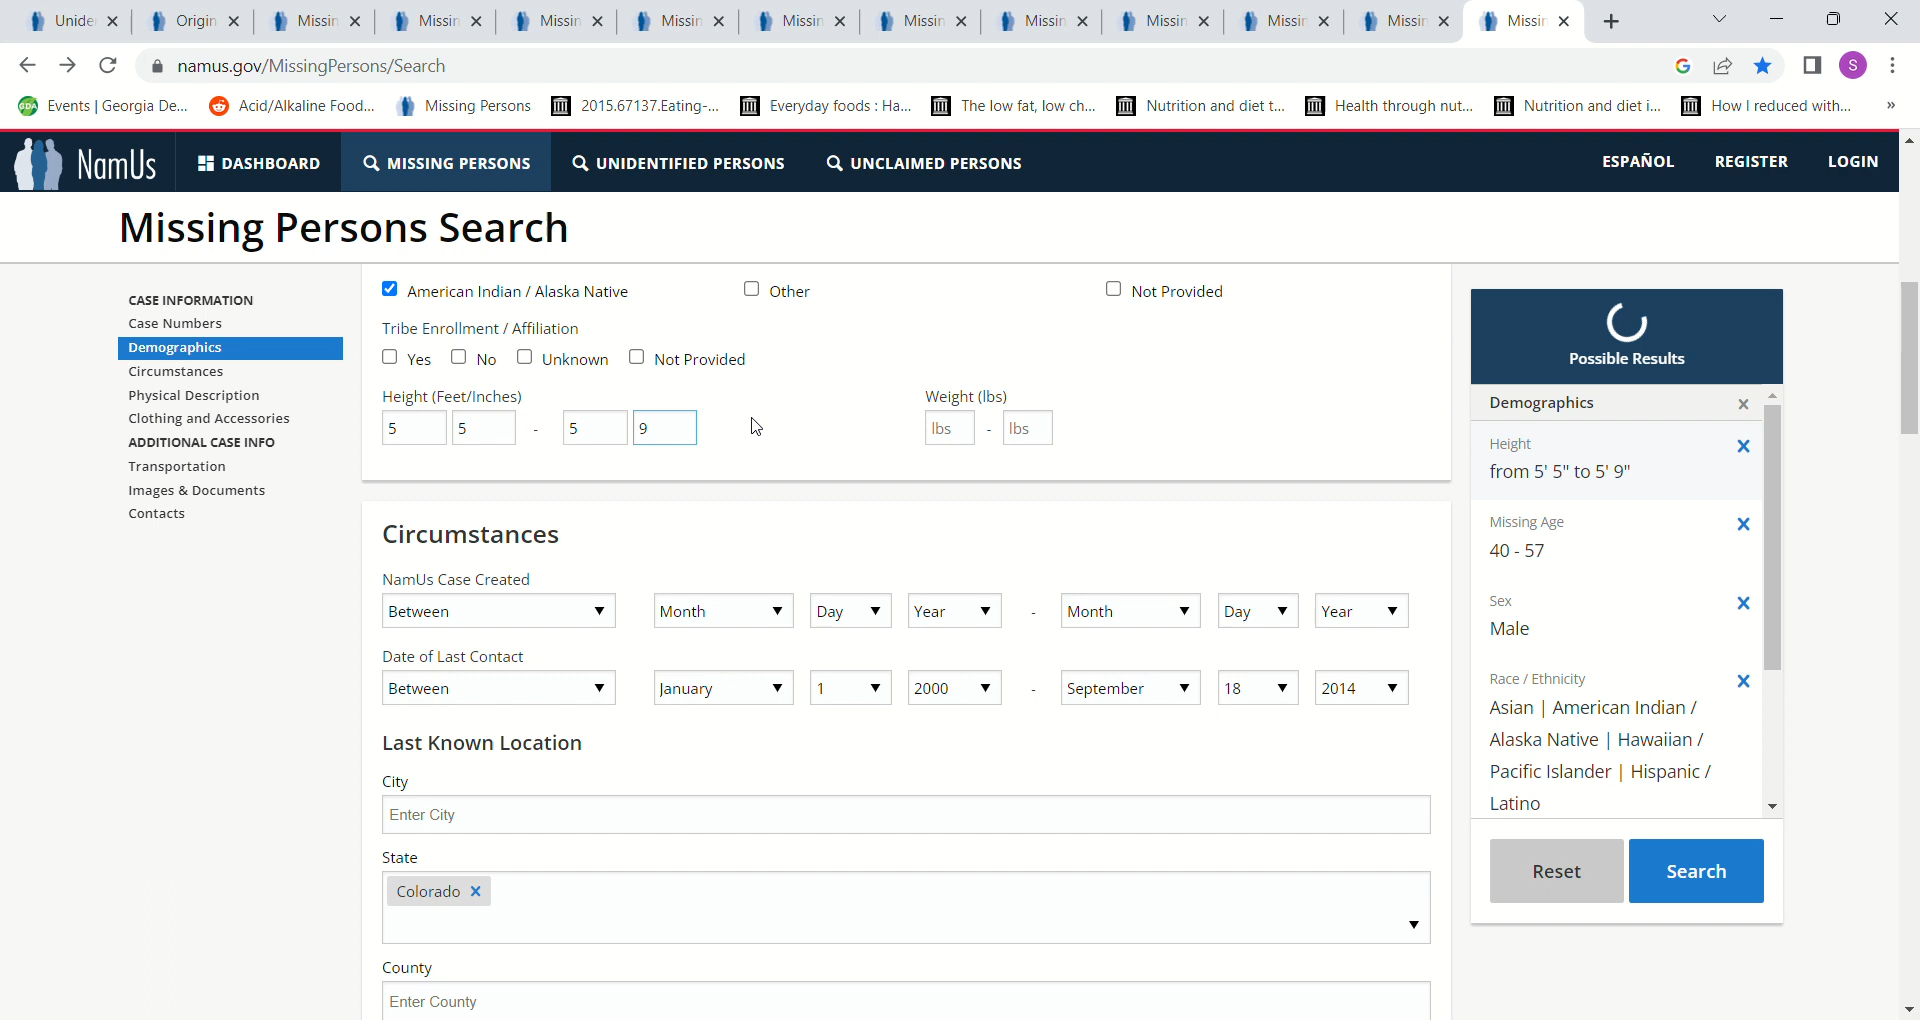 Unide Origin Missin Missin Missin Missin Missin Missin Missin Missin Missin Missin Missin
namus.gov/MissingPersons/Search S
GDA Events | Georgia De... Acid/Alkaline Food... Missing Persons 2015.67137.Eating-... Everyday foods : Ha... The low fat, low ch... Nutrition and diet t... Health through nut... Nutrition and diet i... How I reduced with... »
NamUs DASHBOARD MISSING PERSONS UNIDENTIFIED PERSONS UNCLAIMED PERSONS ESPAÑOL REGISTER LOGIN
Missing Persons Search
CASE INFORMATION
Case Numbers
Demographics
Circumstances
Physical Description
Clothing and Accessories
ADDITIONAL CASE INFO
Transportation
Images & Documents
Contacts
American Indian / Alaska Native Other Not Provided
Tribe Enrollment / Affiliation
Yes No Unknown Not Provided
Height (Feet/Inches) Weight (lbs)
5 5 - 5 9 lbs - lbs
Circumstances
NamUs Case Created
Between Month Day Year - Month Day Year
Date of Last Contact
Between January 1 2000 - September 18 2014
Last Known Location
City
Enter City
State
Colorado
County
Enter County
Possible Results
Demographics
Height
from 5' 5" to 5' 9"
Missing Age
40 - 57
Sex
Male
Race / Ethnicity
Asian | American Indian /
Alaska Native | Hawaiian /
Pacific Islander | Hispanic /
Latino
Reset Search